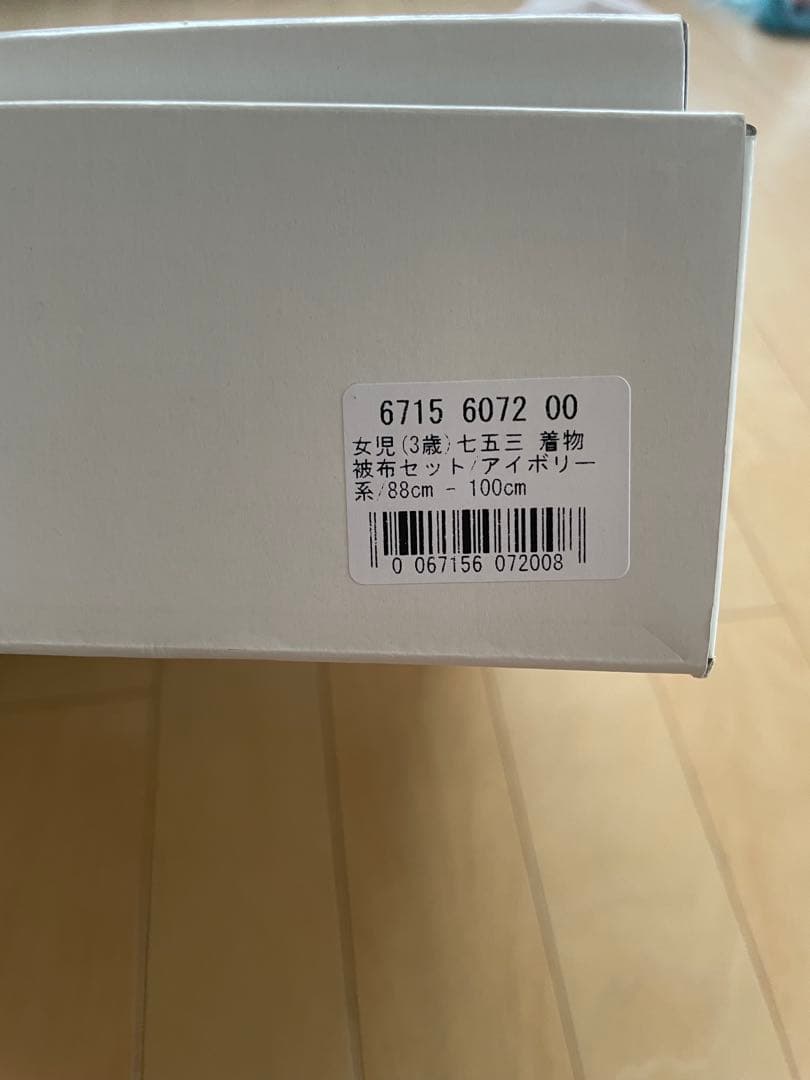 6715 6072 00
女児(3歳)七五三 着物
被布セット/アイボリー
系/88cm - 100cm
0 067156 072008